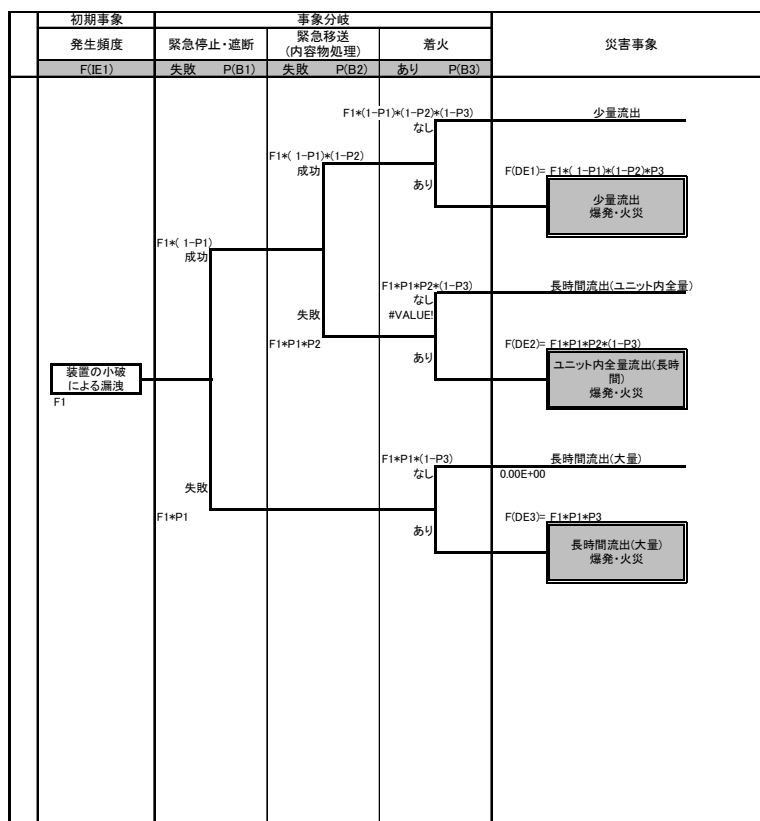 初期事象 事象分岐
発生頻度 緊急停止・遮断 緊急移送
(内容物処理) 着火 災害事象
F(IE1) 失敗 P(B1) 失敗 P(B2) あり P(B3)
F1*(1-P1)*(1-P2)*(1-P3) 少量流出
なし
F1*( 1-P1)*(1-P2)
成功
あり F(DE1)= F1*( 1-P1)*(1-P2)*P3
少量流出
爆発・火災
F1*( 1-P1)
成功
F1*P1*P2*(1-P3) 長時間流出(ユニット内全量)
なし
失敗 #VALUE!
F1*P1*P2 F(DE2)= F1*P1*P2*(1-P3)
あり
装置の小破
による漏洩
ユニット内全量流出(長時
間)
爆発・火災
F1
F1*P1*(1-P3) 長時間流出(大量)
なし 0.00E+00
失敗
F1*P1 F(DE3)= F1*P1*P3
あり
長時間流出(大量)
爆発・火災